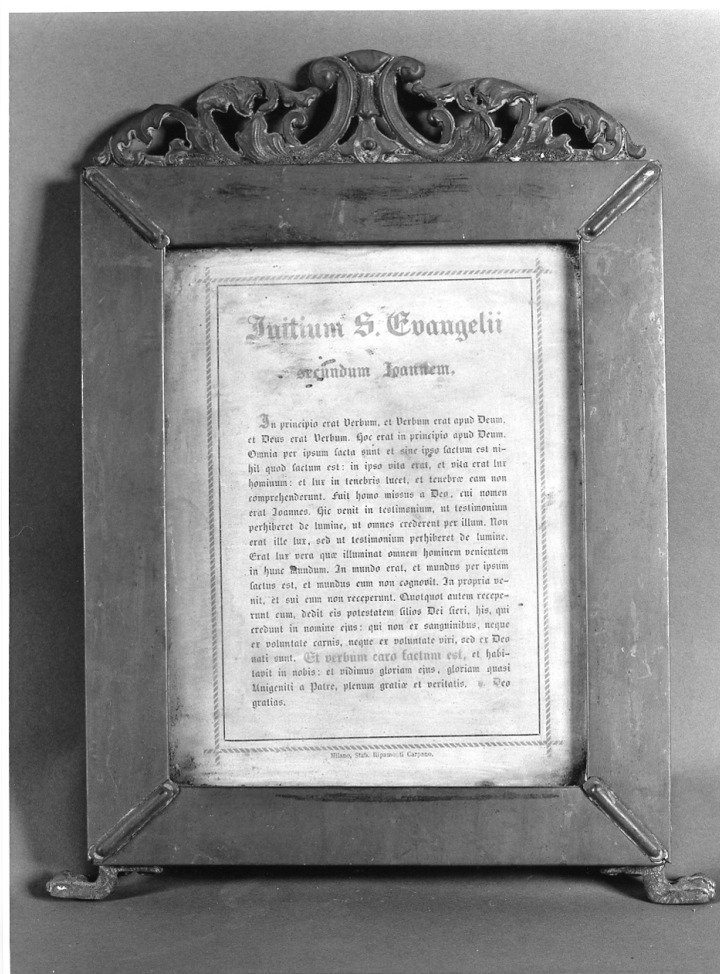 Initium S. Evangelii
secundum Ioannem.
In principio erat Verbum, et Verbum erat apud Deum,
et Deus erat Verbum. Hoc erat in principio apud Deum.
Omnia per ipsum facta sunt et sine ipso factum est ni-
hil quod factum est: in ipso vita erat, et vita erat lux
hominum: et lux in tenebris lucet, et tenebræ eam non
comprehenderunt. Fuit homo missus a Deo, cui nomen
erat Joannes. Hic venit in testimonium, ut testimonium
perhiberet de lumine, ut omnes crederent per illum. Non
erat ille lux, sed ut testimonium perhiberet de lumine.
Erat lux vera quæ illuminat omnem hominem venientem
in hunc mundum. In mundo erat, et mundus per ipsum
factus est, et mundus eum non cognovit. In propria ve-
nit, et sui eum non receperunt. Quotquot autem recepe-
runt eum, dedit eis potestatem filios Dei fieri, his, qui
credunt in nomine ejus: qui non ex sanguinibus, neque
ex voluntate carnis, neque ex voluntate viri, sed ex Deo
nati sunt. Et verbum caro factum est, et habi-
tavit in nobis: et vidimus gloriam ejus, gloriam quasi
Unigeniti a Patre, plenum gratiæ et veritatis. Deo
gratias.
Milano, Stab. Ripamonti Carpano.